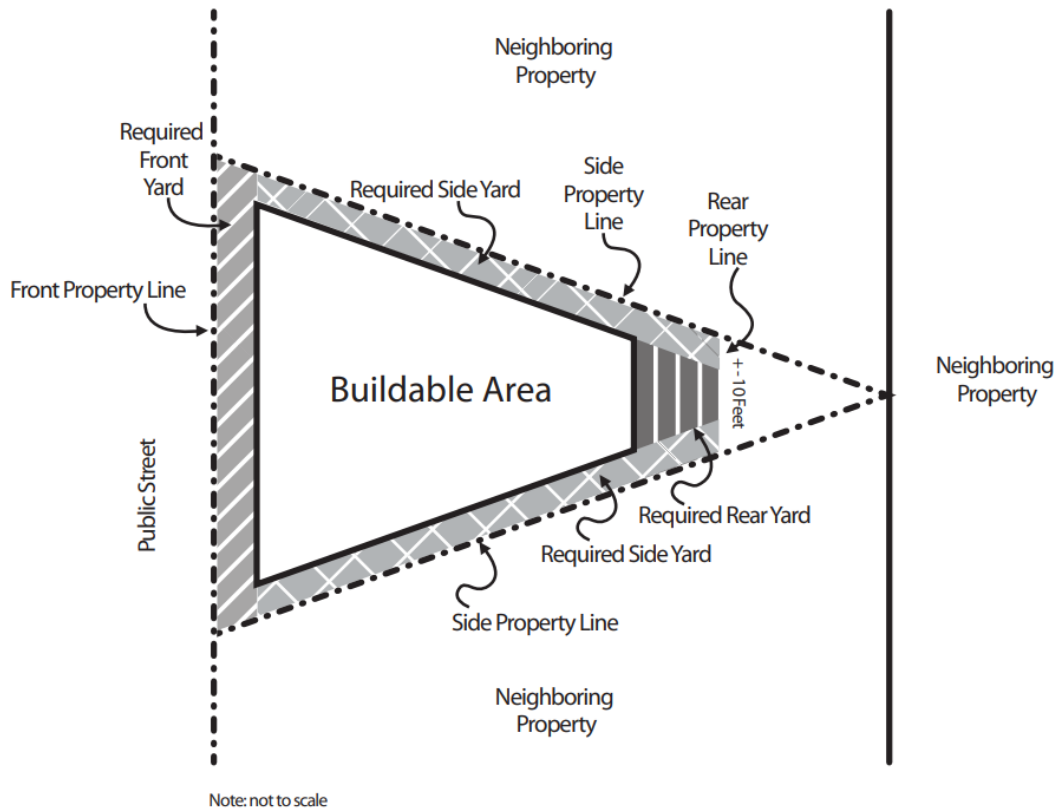 Neighboring
Property
Required
Front
Yard
Required Side Yard
Side
Property
Line
Rear
Property
Line
Front Property Line
Buildable Area
+-10 Feet
Neighboring
Property
Public Street
Required Rear Yard
Required Side Yard
Side Property Line
Neighboring
Property
Note: not to scale